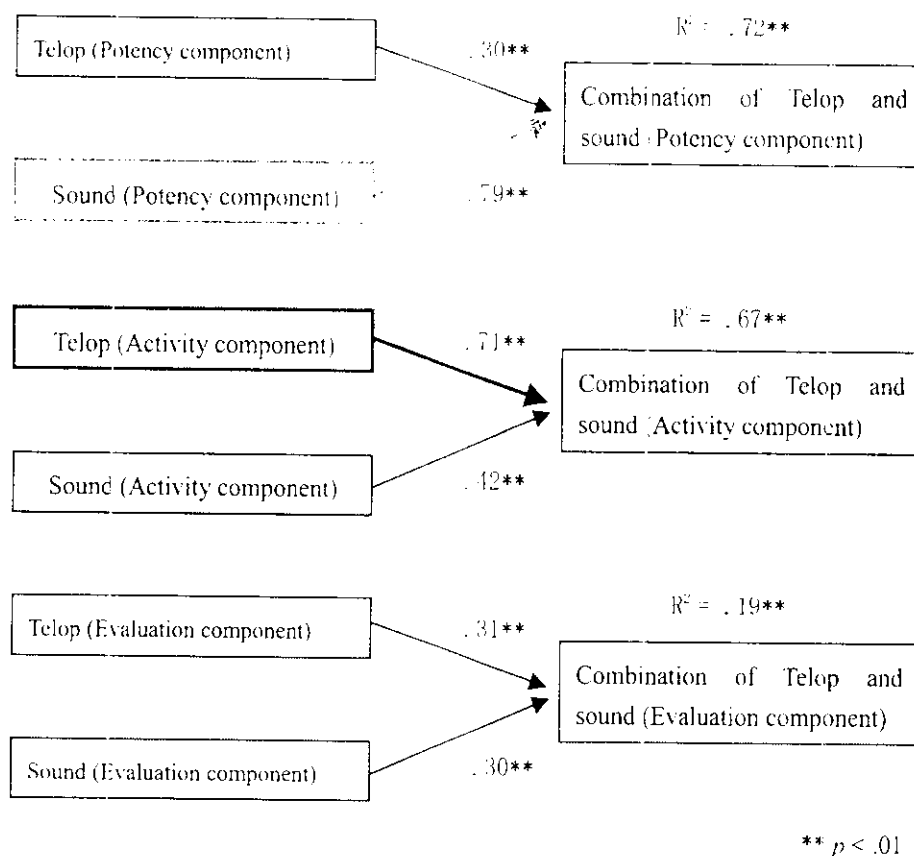 Telop (Potency component)
.30**
R² = .72**
Combination of Telop and
sound (Potency component)
Sound (Potency component)
.79**
Telop (Activity component)
.71**
R² = .67**
Combination of Telop and
sound (Activity component)
Sound (Activity component)
.42**
Telop (Evaluation component)
.31**
R² = .19**
Combination of Telop and
sound (Evaluation component)
Sound (Evaluation component)
.30**
** p < .01